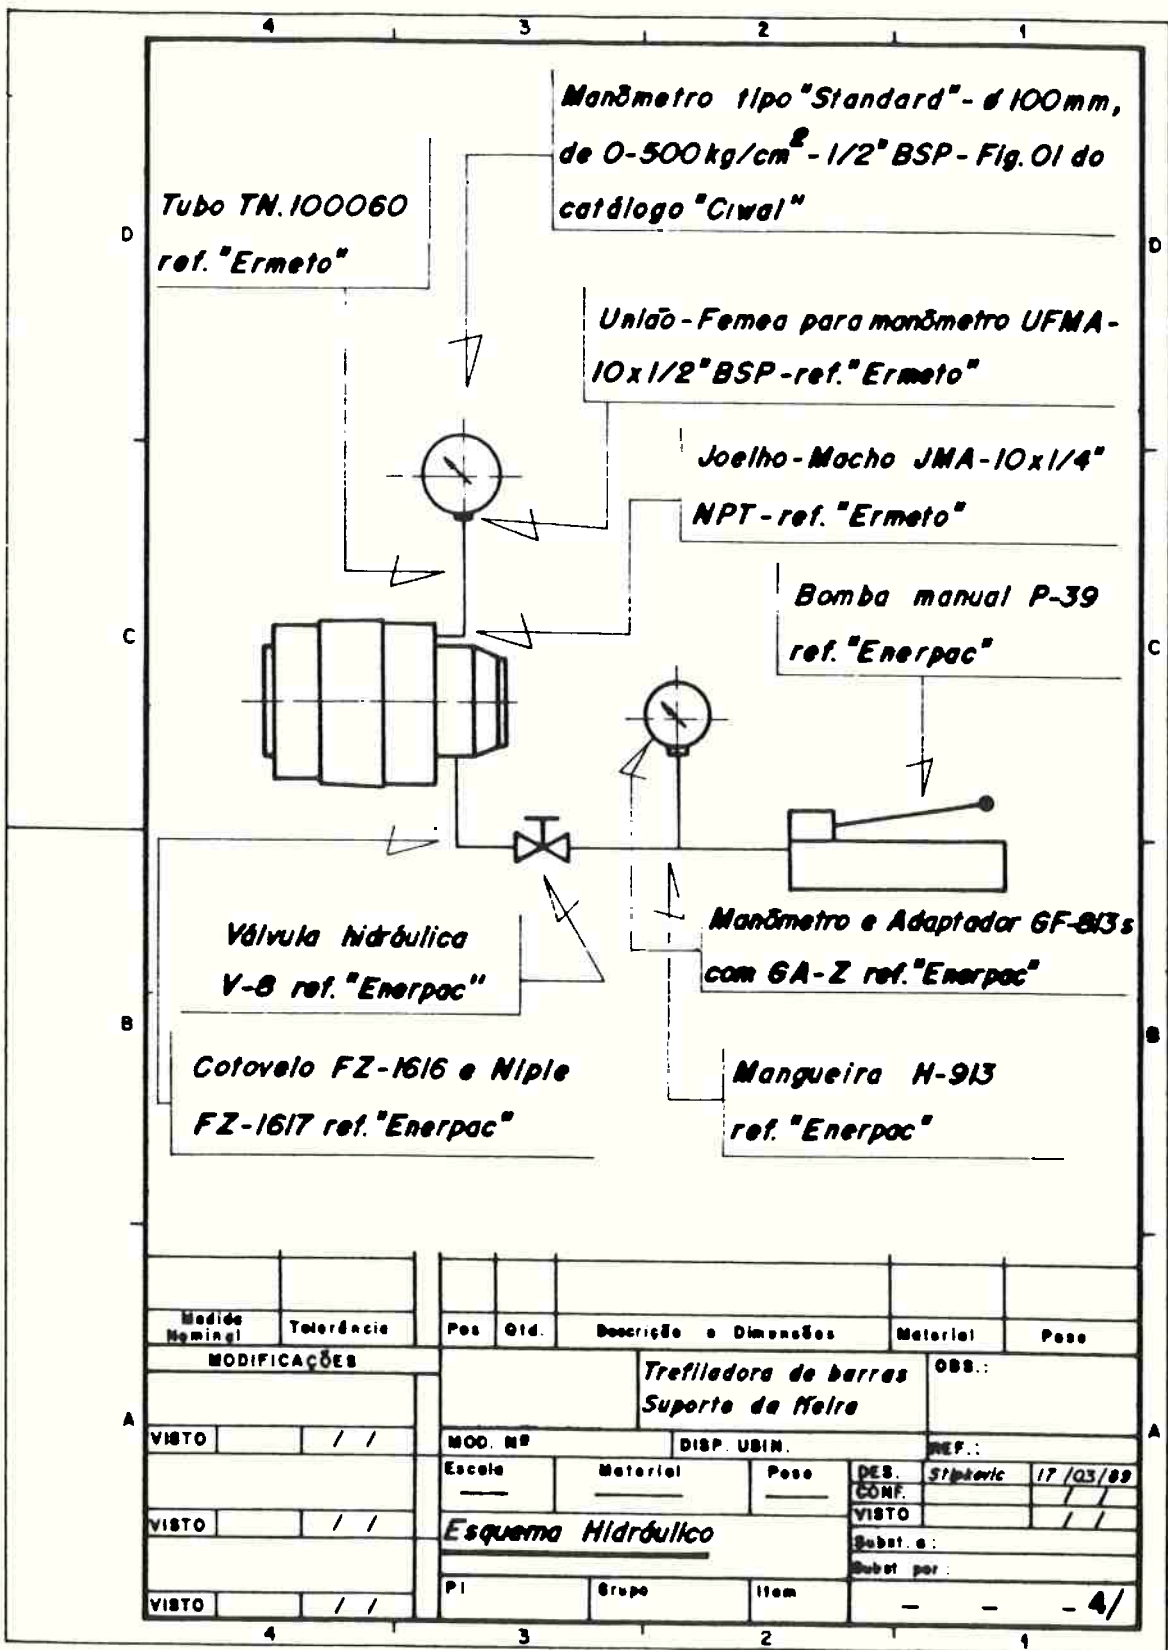 4 3 2 1
Manômetro tipo "Standard" - ø 100mm,
de 0-500 kg/cm² - 1/2" BSP - Fig. 01 do
catálogo "Ciwal"
Tubo TN.100060
ref. "Ermeto"
D D
União-Femea para manômetro UFMA-
10x1/2" BSP-ref. "Ermeto"
Joelho-Macho JMA-10x1/4"
NPT-ref. "Ermeto"
Bomba manual P-39
ref. "Enerpac"
C C
Manômetro e Adaptador GF-813s
com GA-Z ref. "Enerpac"
Válvula hidráulica
V-8 ref. "Enerpac"
B B
Cotovelo FZ-1616 e Niple
FZ-1617 ref. "Enerpac"
Mangueira H-913
ref. "Enerpac"
Medida Nominal Tolerância Pos Qtd. Descrição e Dimensões Material Peso
MODIFICAÇÕES
Trefiladora de barras
Suporte da Fieira
OBS.:
A A
VISTO / /
MOD. Nº DISP. USIN. REF.:
Escala Material Peso
DES. Stipkovic 17/03/89
CONF. / /
VISTO / /
VISTO / /
Esquema Hidráulico
Subst. a:
Subst por:
PI Grupo Item
- - - 4/
VISTO / /
4 3 2 1